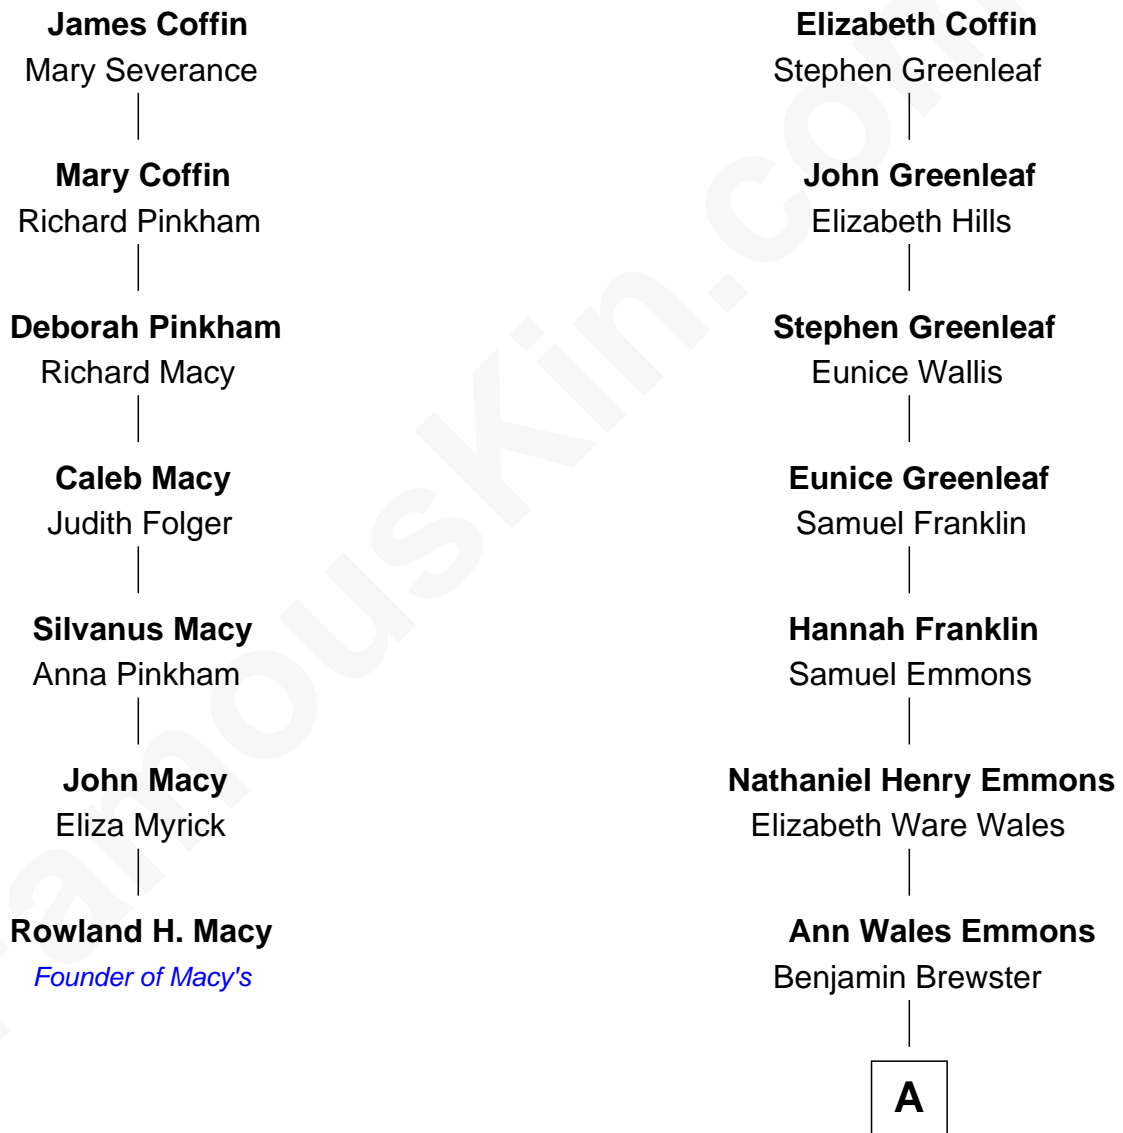 James Coffin
Mary Severance
Mary Coffin
Richard Pinkham
Deborah Pinkham
Richard Macy
Caleb Macy
Judith Folger
Silvanus Macy
Anna Pinkham
John Macy
Eliza Myrick
Rowland H. Macy
Founder of Macy's
Elizabeth Coffin
Stephen Greenleaf
John Greenleaf
Elizabeth Hills
Stephen Greenleaf
Eunice Wallis
Eunice Greenleaf
Samuel Franklin
Hannah Franklin
Samuel Emmons
Nathaniel Henry Emmons
Elizabeth Ware Wales
Ann Wales Emmons
Benjamin Brewster
A
FamousKin.com